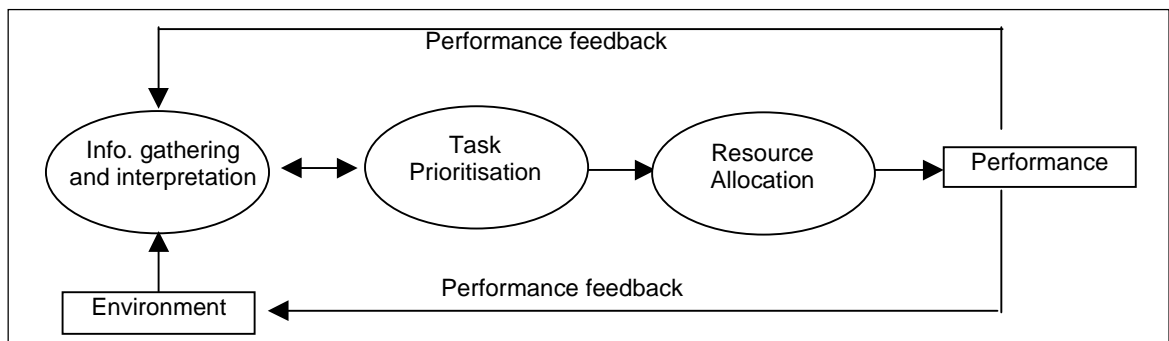 Performance feedback
Info. gathering
and interpretation
Task
Prioritisation
Resource
Allocation
Performance
Environment
Performance feedback